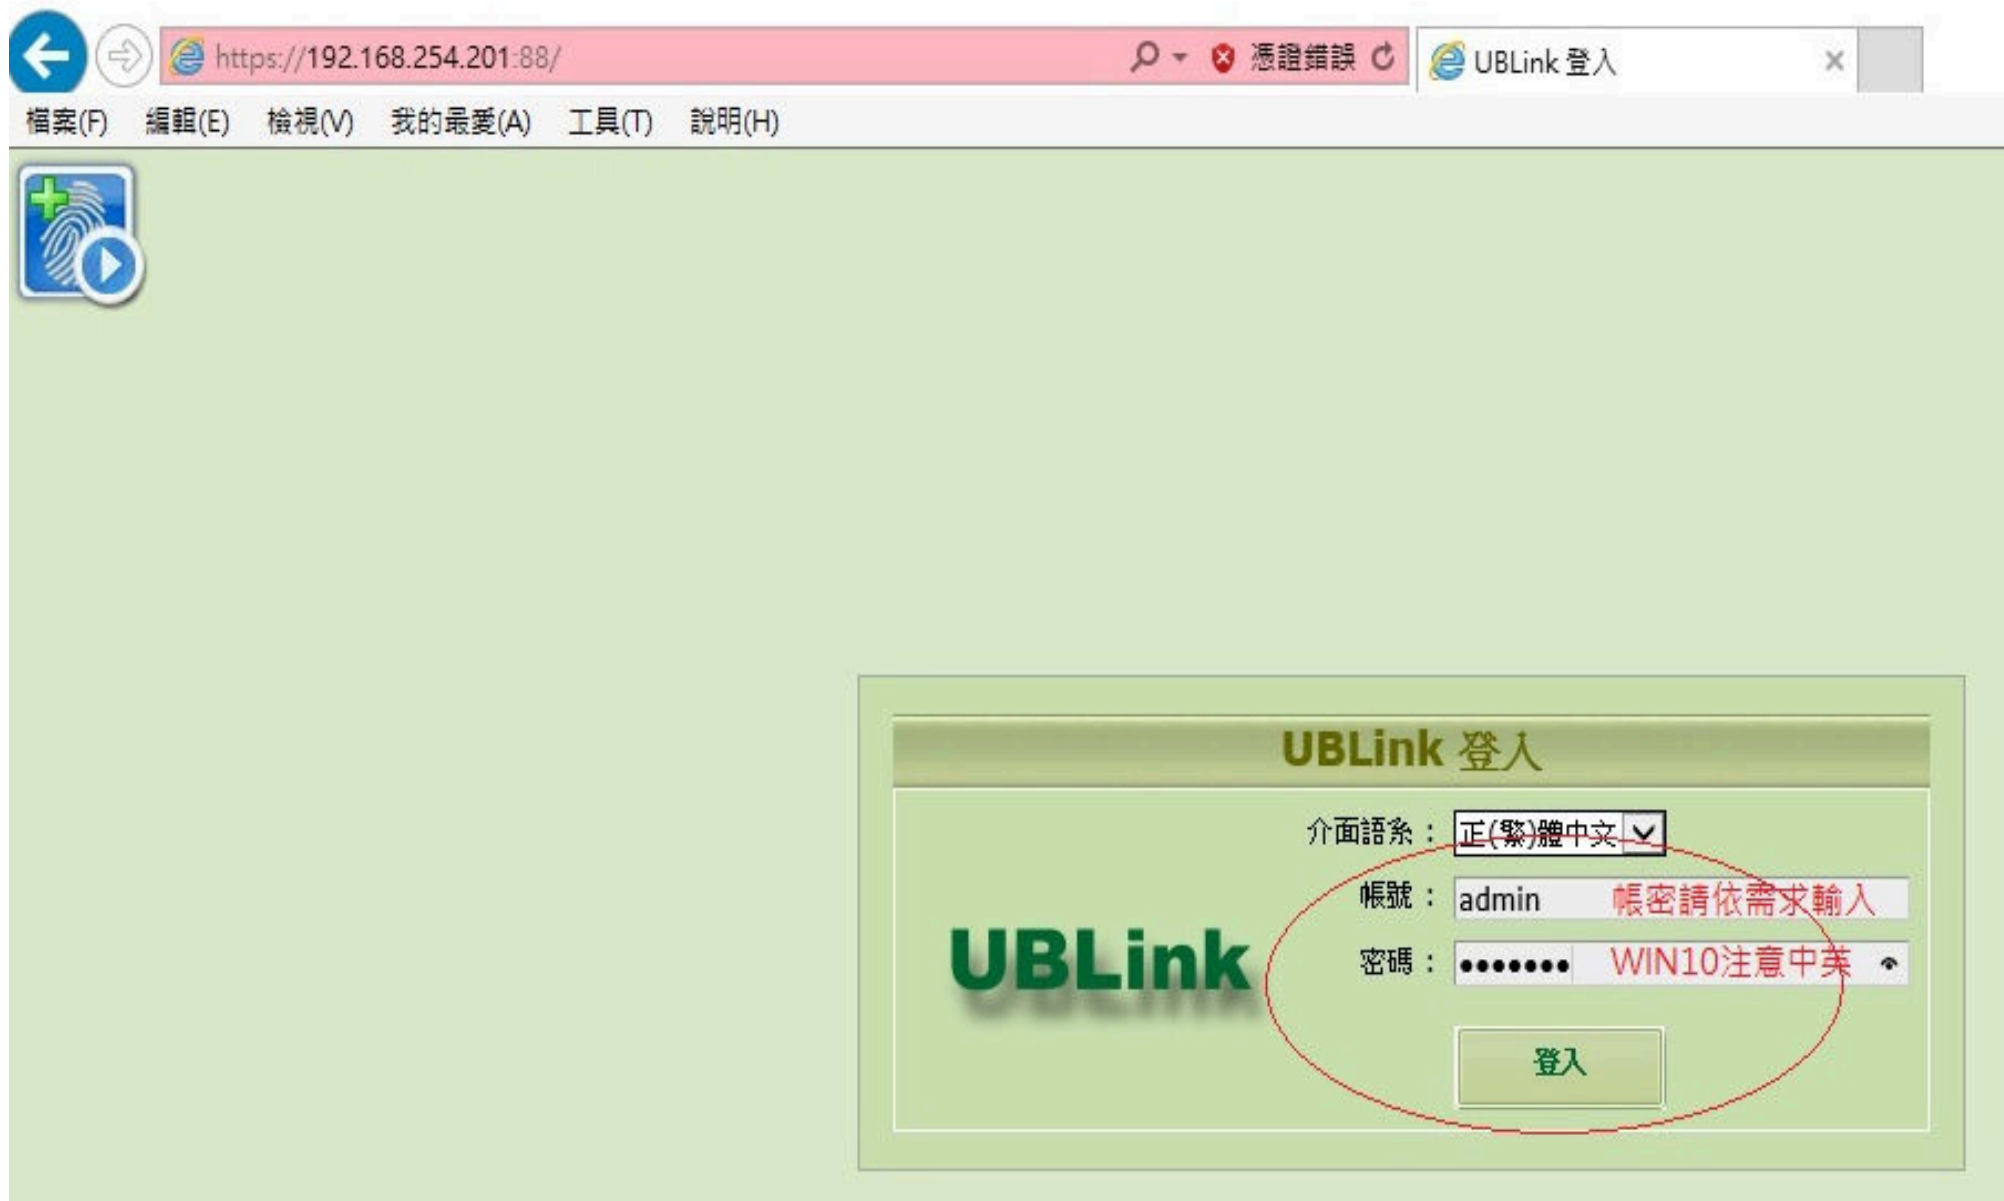 https://192.168.254.201:88/ 憑證錯誤 UBLink 登入
檔案(F) 編輯(E) 檢視(V) 我的最愛(A) 工具(T) 說明(H)
UBLink 登入
介面語系： 正(繁)體中文
帳號： admin 帳密請依需求輸入
UBLink
密碼： ••••••• WIN10注意中英
登入